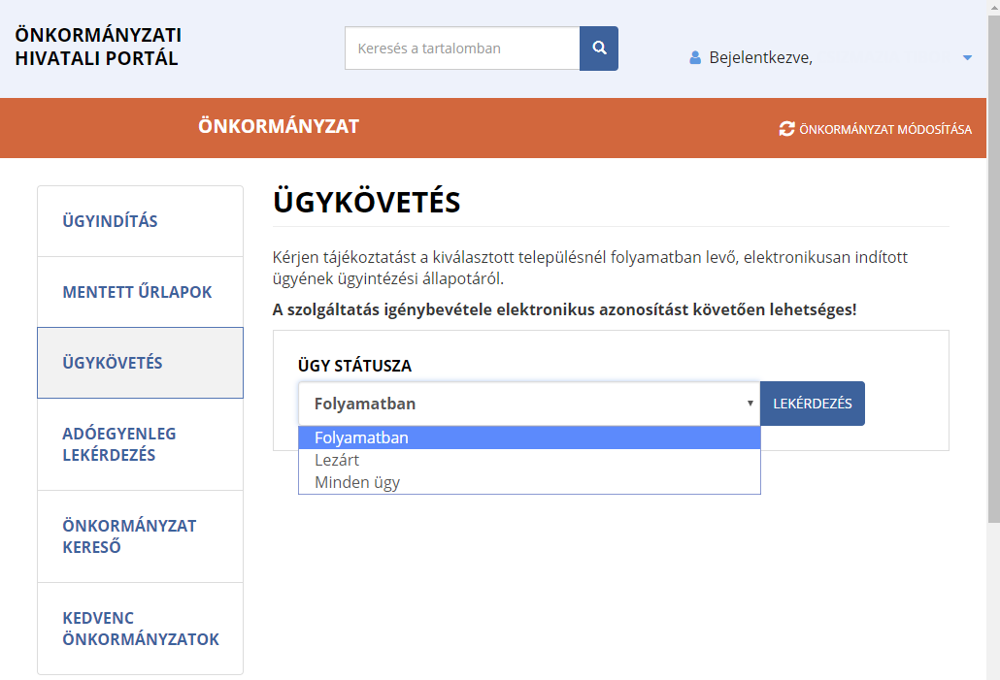 ÖNKORMÁNYZATI
HIVATALI PORTÁL
Keresés a tartalomban
Bejelentkezve,
ÖNKORMÁNYZAT
ÖNKORMÁNYZAT MÓDOSÍTÁSA
ÜGYINDÍTÁS
MENTETT ŰRLAPOK
ÜGYKÖVETÉS
ADÓEGYENLEG
LEKÉRDEZÉS
ÖNKORMÁNYZAT
KERESŐ
KEDVENC
ÖNKORMÁNYZATOK
ÜGYKÖVETÉS
Kérjen tájékoztatást a kiválasztott településnél folyamatban levő, elektronikusan indított
ügyének ügyintézési állapotáról.
A szolgáltatás igénybevétele elektronikus azonosítást követően lehetséges!
ÜGY STÁTUSZA
Folyamatban
LEKÉRDEZÉS
Folyamatban
Lezárt
Minden ügy